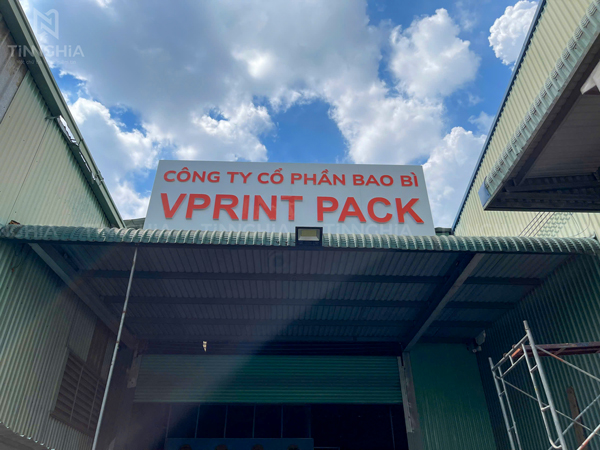 TINNGHIA
CÔNG TY CỔ PHẦN BAO BÌ
VPRINT PACK